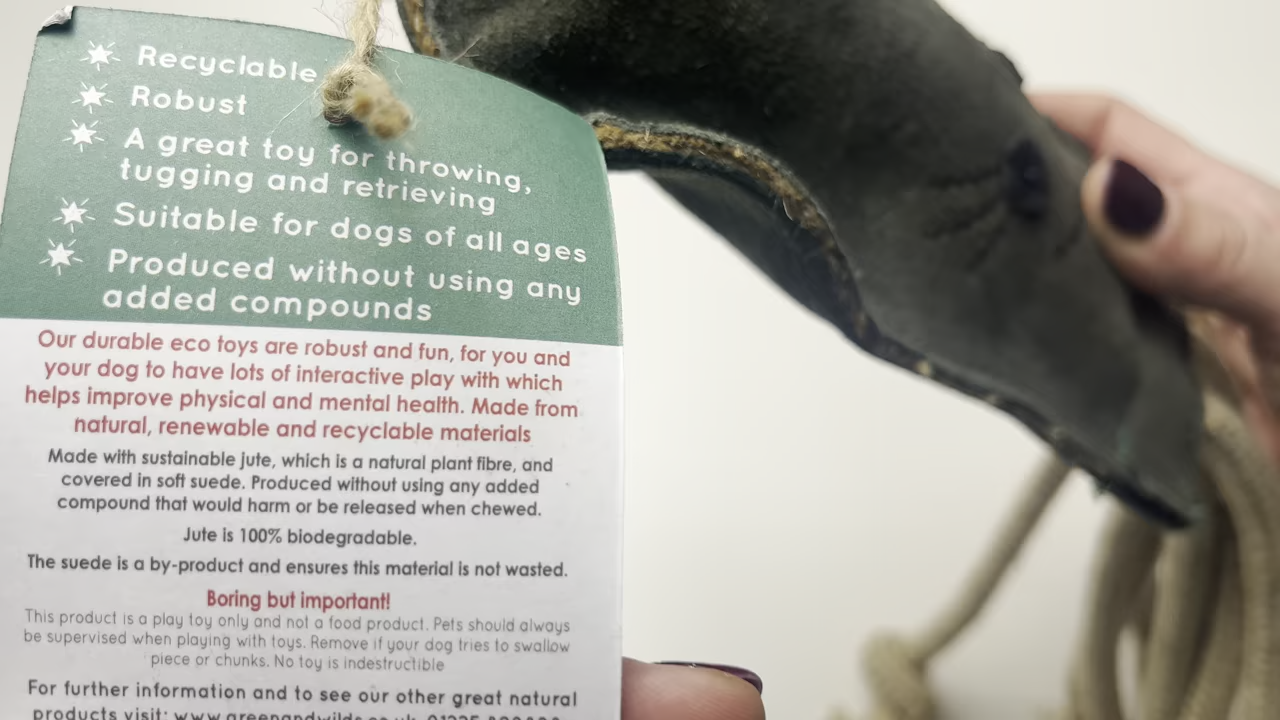 Recyclable
Robust
A great toy for throwing,
tugging and retrieving
Suitable for dogs of all ages
Produced without using any
added compounds
Our durable eco toys are robust and fun, for you and
your dog to have lots of interactive play with which
helps improve physical and mental health. Made from
natural, renewable and recyclable materials
Made with sustainable jute, which is a natural plant fibre, and
covered in soft suede. Produced without using any added
compound that would harm or be released when chewed.
Jute is 100% biodegradable.
The suede is a by-product and ensures this material is not wasted.
Boring but important!
This product is a play toy only and not a food product. Pets should always
be supervised when playing with toys. Remove if your dog tries to swallow
piece or chunks. No toy is indestructible
For further information and to see our other great natural
products visit: www.greenandwilds.co.uk